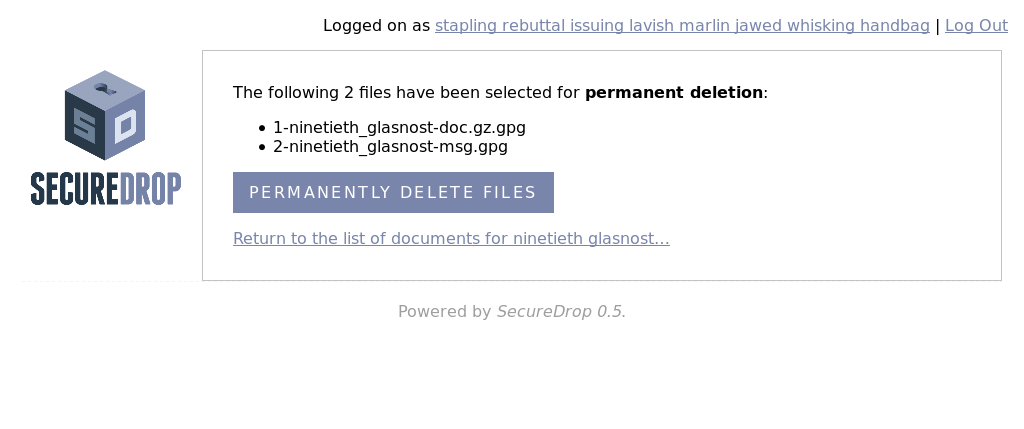 Logged on as stapling rebuttal issuing lavish marlin jawed whisking handbag | Log Out
SD
SECUREDROP
The following 2 files have been selected for permanent deletion:
• 1-ninetieth_glasnost-doc.gz.gpg
• 2-ninetieth_glasnost-msg.gpg
PERMANENTLY DELETE FILES
Return to the list of documents for ninetieth glasnost...
Powered by SecureDrop 0.5.